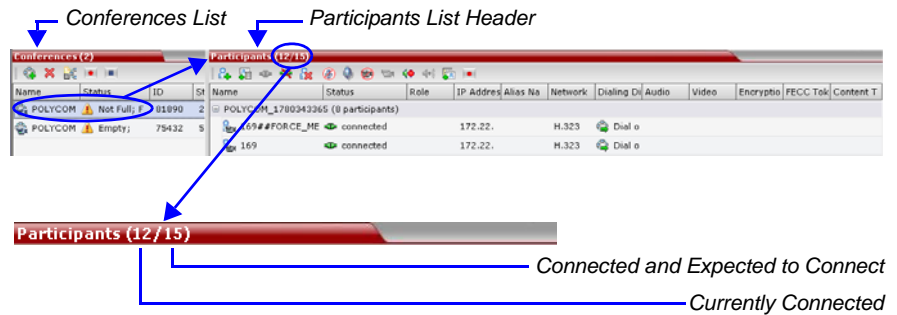 Conferences List
Participants List Header
Conferences (2)
Participants (12/15)
Name Status ID St
Name Status Role IP Addres Alias Na Network Dialing Di Audio Video Encryptio FECC Tok Content T
POLYCOM Not Full; F 81890 2
POLYCOM_1780343365 (8 participants)
POLYCOM Empty; 75432 5
169##FORCE_ME connected 172.22. H.323 Dial o
169 connected 172.22. H.323 Dial o
Participants (12/15)
Connected and Expected to Connect
Currently Connected